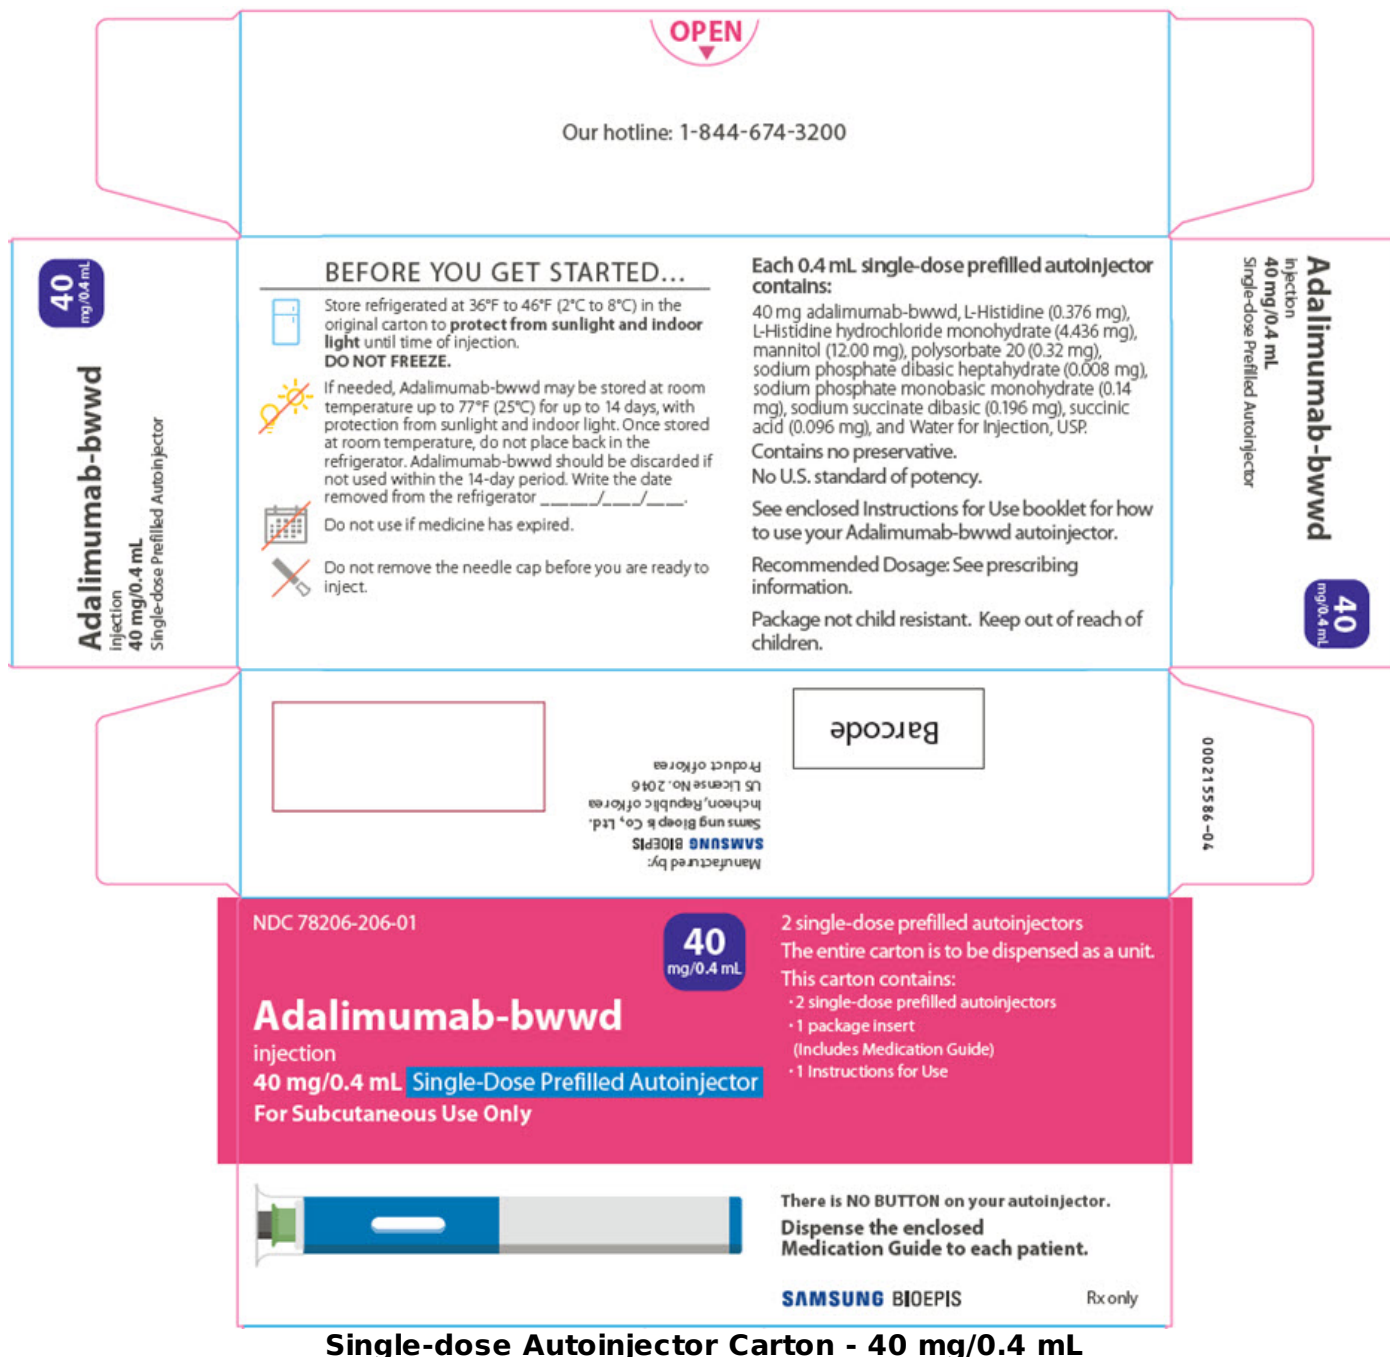 OPEN
Our hotline: 1-844-674-3200
40
mg/0.4 mL
Adalimumab-bwwd
injection
40 mg/0.4 mL
Single-dose Prefilled Autoinjector
BEFORE YOU GET STARTED...
Store refrigerated at 36°F to 46°F (2°C to 8°C) in the
original carton to protect from sunlight and indoor
light until time of injection.
DO NOT FREEZE.
If needed, Adalimumab-bwwd may be stored at room
temperature up to 77°F (25°C) for up to 14 days, with
protection from sunlight and indoor light. Once stored
at room temperature, do not place back in the
refrigerator. Adalimumab-bwwd should be discarded if
not used within the 14-day period. Write the date
removed from the refrigerator _______/_____/_____.
Do not use if medicine has expired.
Do not remove the needle cap before you are ready to
inject.
Each 0.4 mL single-dose prefilled autoinjector
contains:
40 mg adalimumab-bwwd, L-Histidine (0.376 mg),
L-Histidine hydrochloride monohydrate (4.436 mg),
mannitol (12.00 mg), polysorbate 20 (0.32 mg),
sodium phosphate dibasic heptahydrate (0.008 mg),
sodium phosphate monobasic monohydrate (0.14
mg), sodium succinate dibasic (0.196 mg), succinic
acid (0.096 mg), and Water for Injection, USP.
Contains no preservative.
No U.S. standard of potency.
See enclosed Instructions for Use booklet for how
to use your Adalimumab-bwwd autoinjector.
Recommended Dosage: See prescribing
information.
Package not child resistant. Keep out of reach of
children.
Adalimumab-bwwd
injection
40 mg/0.4 mL
Single-dose Prefilled Autoinjector
40
mg/0.4 mL
Barcode
Manufactured by:
SAMSUNG BIOEPIS
Samsung Bioepis Co., Ltd.
Incheon, Republic of Korea
US License No. 2046
Product of Korea
000215586-04
NDC 78206-206-01
40
mg/0.4 mL
Adalimumab-bwwd
injection
40 mg/0.4 mL Single-Dose Prefilled Autoinjector
For Subcutaneous Use Only
2 single-dose prefilled autoinjectors
The entire carton is to be dispensed as a unit.
This carton contains:
• 2 single-dose prefilled autoinjectors
• 1 package insert
(Includes Medication Guide)
• 1 Instructions for Use
There is NO BUTTON on your autoinjector.
Dispense the enclosed
Medication Guide to each patient.
SAMSUNG BIOEPIS
Rx only
Single-dose Autoinjector Carton - 40 mg/0.4 mL